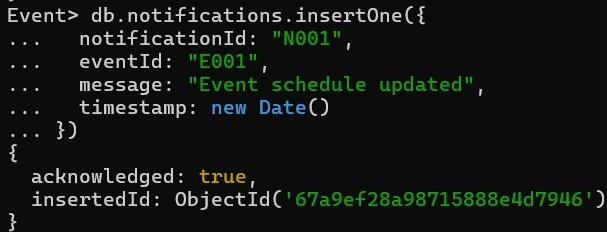 Event> db.notifications.insertOne({
...   notificationId: "N001",
...   eventId: "E001",
...   message: "Event schedule updated",
...   timestamp: new Date()
... })
{
  acknowledged: true,
  insertedId: ObjectId('67a9ef28a98715888e4d7946')
}